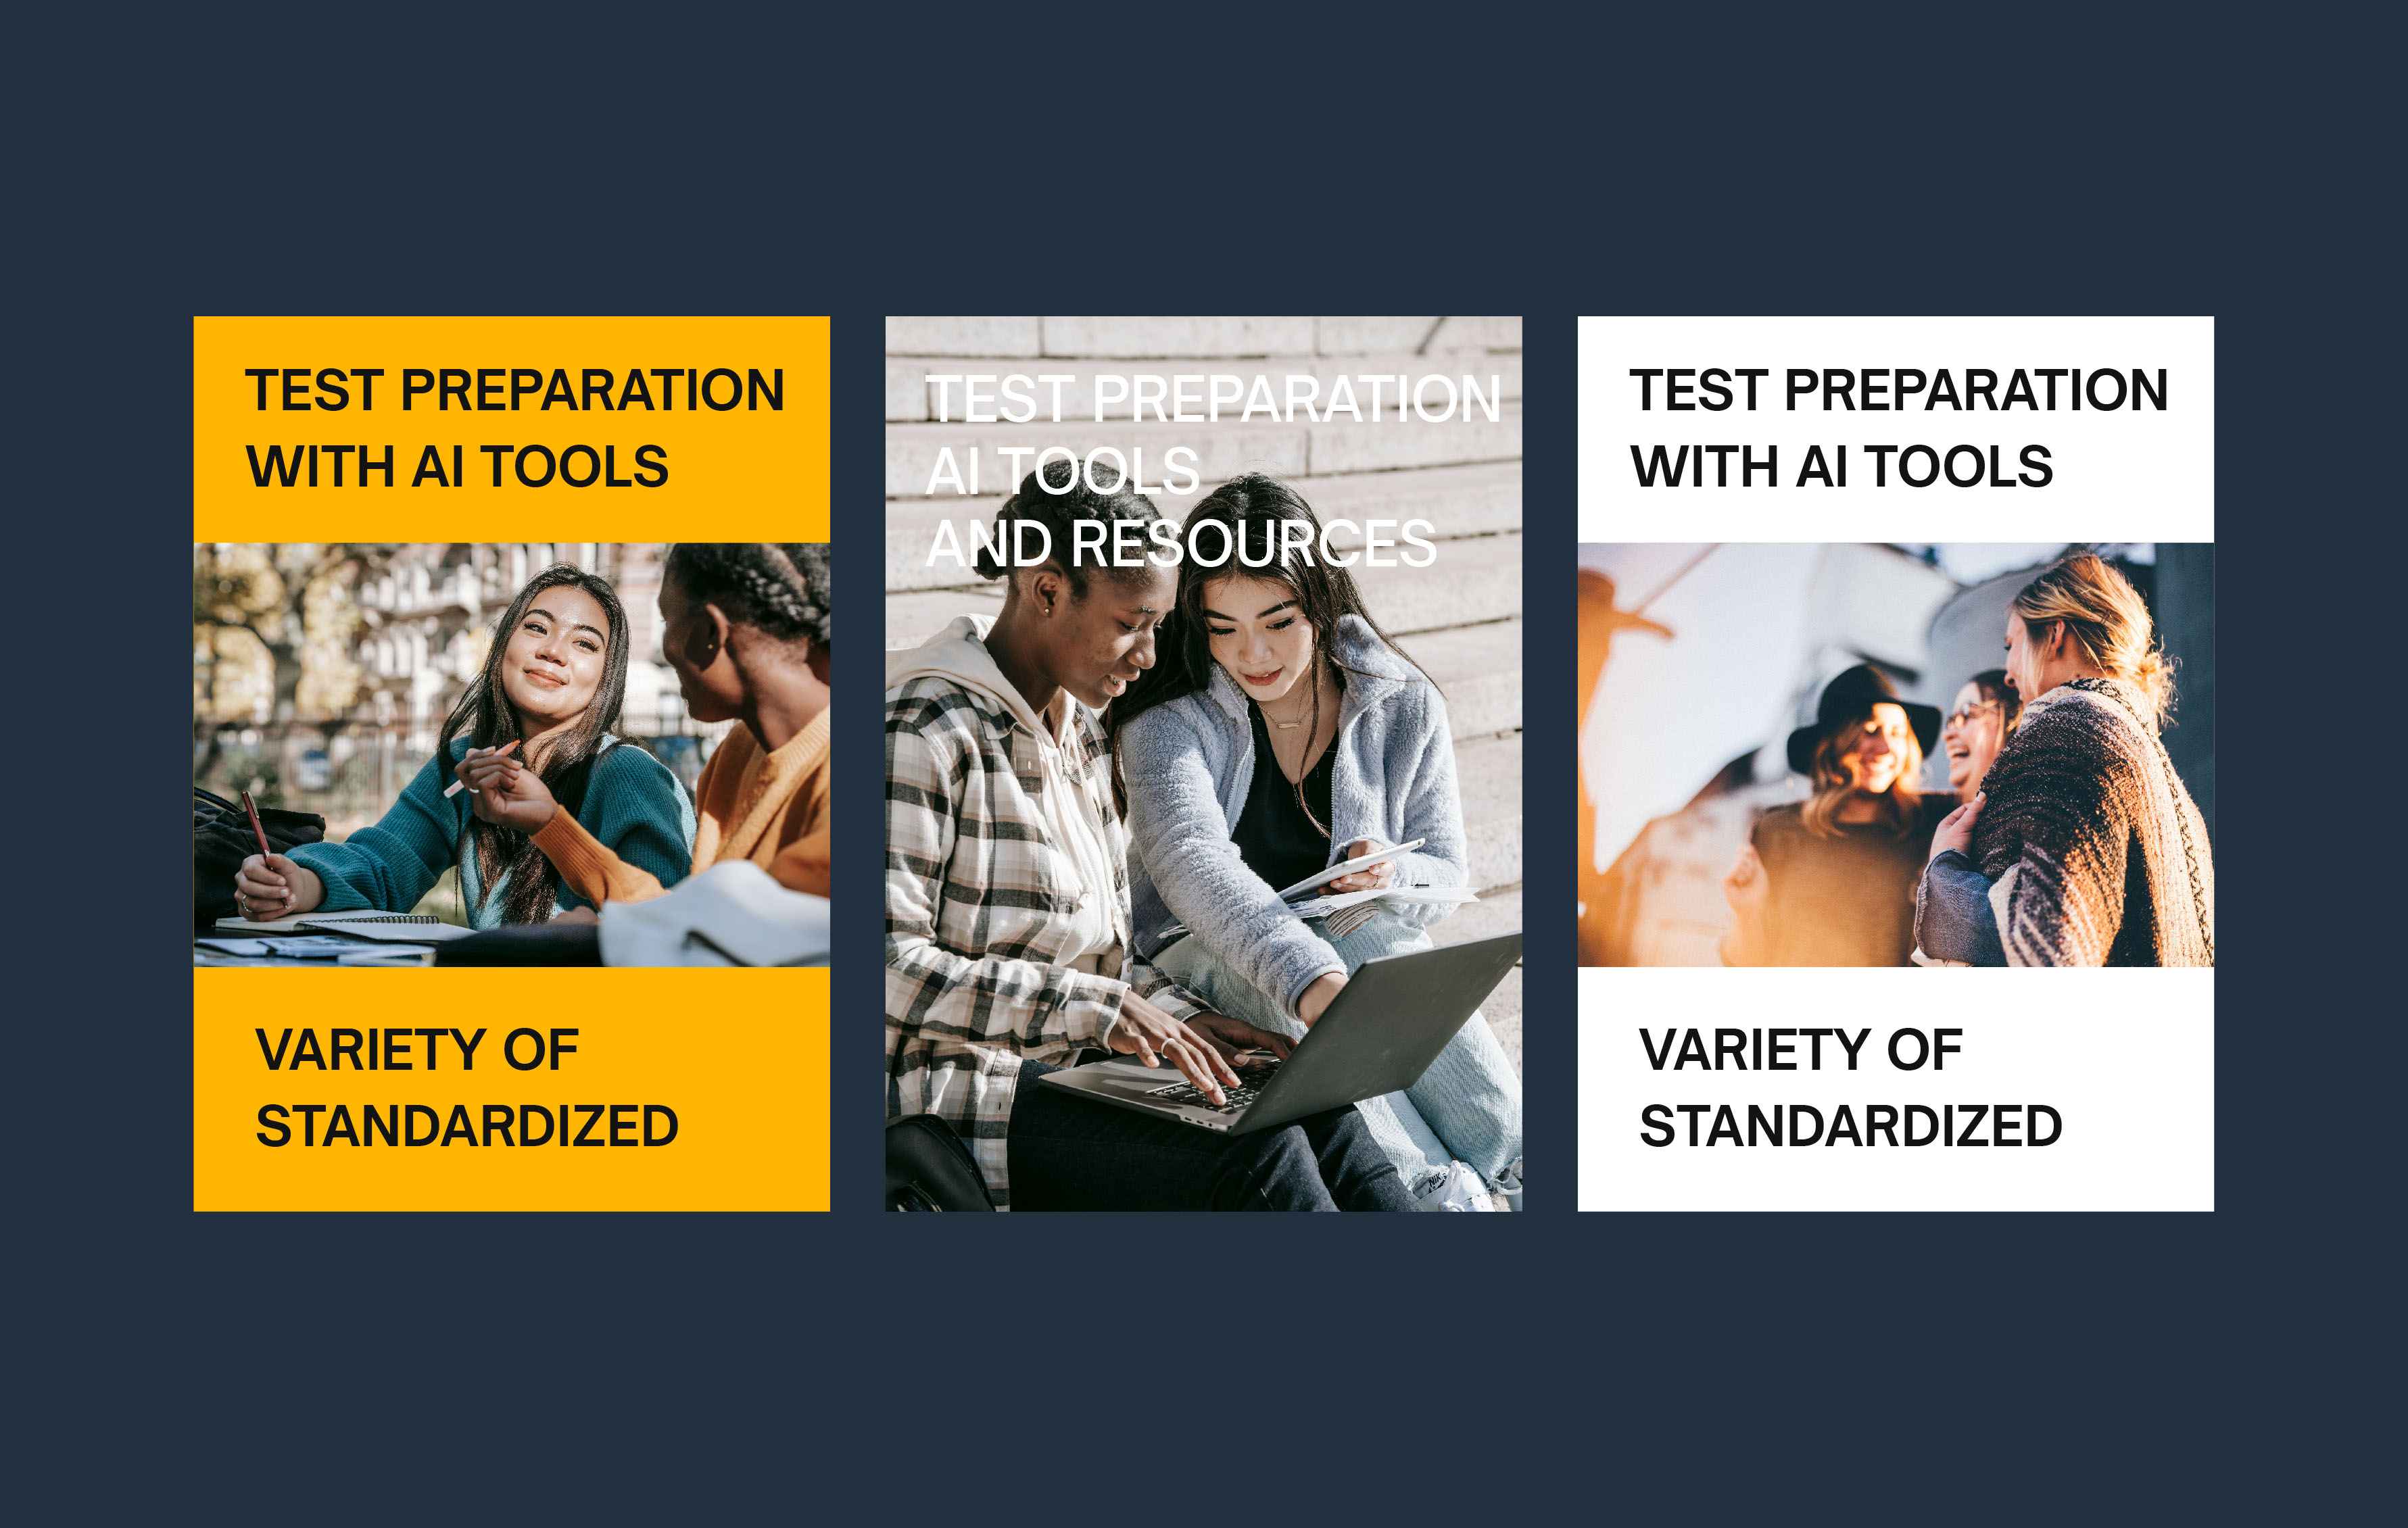 TEST PREPARATION
WITH AI TOOLS
VARIETY OF
STANDARDIZED
TEST PREPARATION
AI TOOLS
AND RESOURCES
TEST PREPARATION
WITH AI TOOLS
VARIETY OF
STANDARDIZED